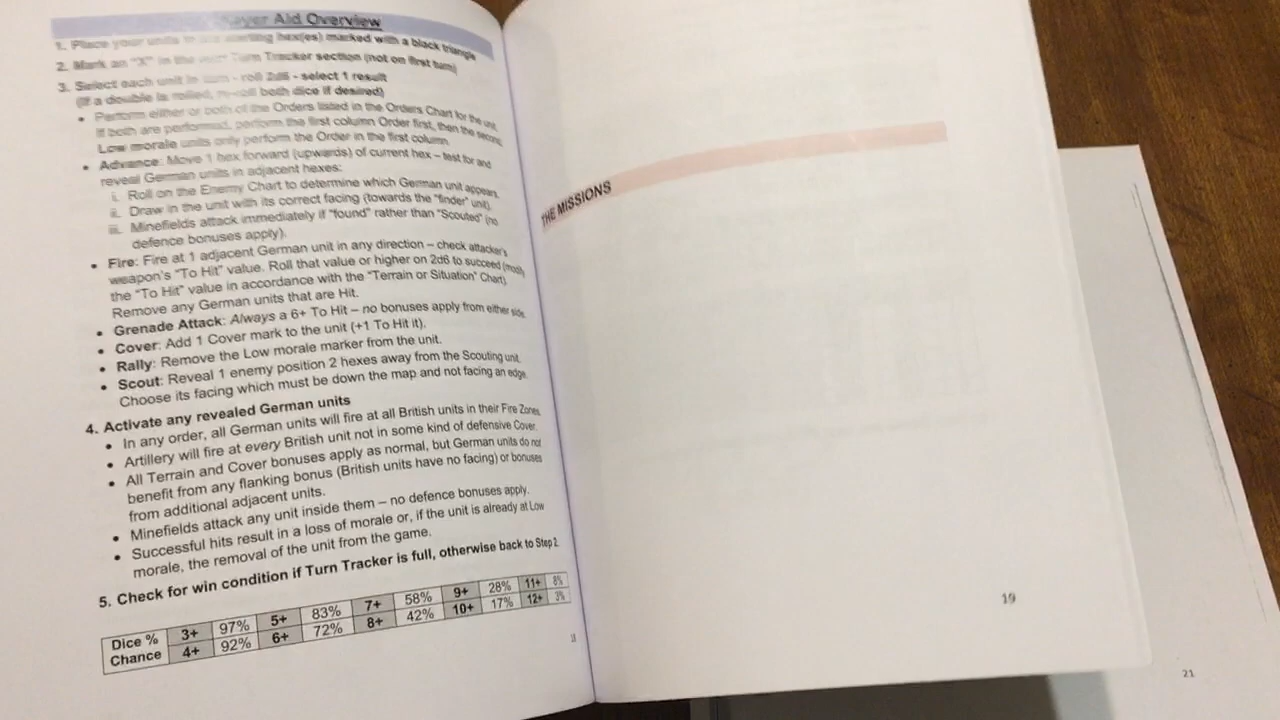 Player Aid Overview
1. Place your units in the starting hex(es) marked with a black triangle
2. Mark an "X" in the next Turn Tracker section (not on first turn)
3. Select each unit in turn - roll 2d6 - select 1 result
(If a double is rolled, re-roll both dice if desired)
• Perform either or both of the Orders listed in the Orders Chart for the unit.
If both are performed, perform the first column Order first, then the second.
Low morale units only perform the Order in the first column.
• Advance: Move 1 hex forward (upwards) of current hex – test for and
reveal German units in adjacent hexes:
i. Roll on the Enemy Chart to determine which German unit appears.
ii. Draw in the unit with its correct facing (towards the "finder" unit).
iii. Minefields attack immediately if "found" rather than "Scouted" (no
defence bonuses apply).
• Fire: Fire at 1 adjacent German unit in any direction – check attacker's
weapon's "To Hit" value. Roll that value or higher on 2d6 to succeed (modify
the "To Hit" value in accordance with the "Terrain or Situation" Chart).
Remove any German units that are Hit.
• Grenade Attack: Always a 6+ To Hit – no bonuses apply from either side.
• Cover: Add 1 Cover mark to the unit (+1 To Hit it).
• Rally: Remove the Low morale marker from the unit.
• Scout: Reveal 1 enemy position 2 hexes away from the Scouting unit.
Choose its facing which must be down the map and not facing an edge.
4. Activate any revealed German units
• In any order, all German units will fire at all British units in their Fire Zones.
• Artillery will fire at every British unit not in some kind of defensive Cover.
• All Terrain and Cover bonuses apply as normal, but German units do not
benefit from any flanking bonus (British units have no facing) or bonuses
from additional adjacent units.
• Minefields attack any unit inside them – no defence bonuses apply.
• Successful hits result in a loss of morale or, if the unit is already at Low
morale, the removal of the unit from the game.
5. Check for win condition if Turn Tracker is full, otherwise back to Step 2.
Dice % 3+ 97% 5+ 83% 7+ 58% 9+ 28% 11+ 8%
Chance 4+ 92% 6+ 72% 8+ 42% 10+ 17% 12+ 3%
THE MISSIONS
19
21